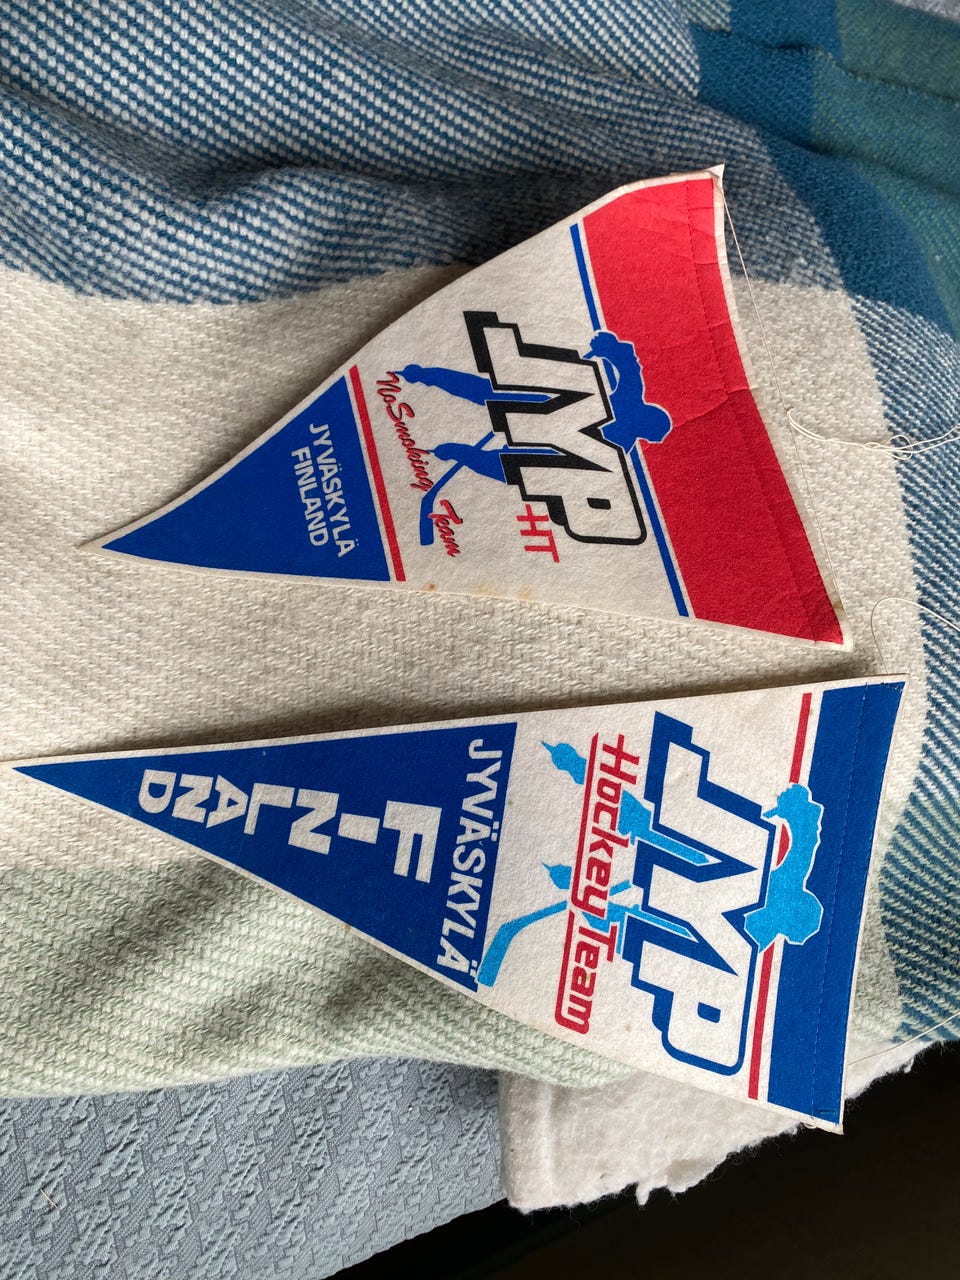 JYP
-HT
No Smoking Team
JYVÄSKYLÄ
FINLAND
JYP
Hockey Team
JYVÄSKYLÄ
FINLAND